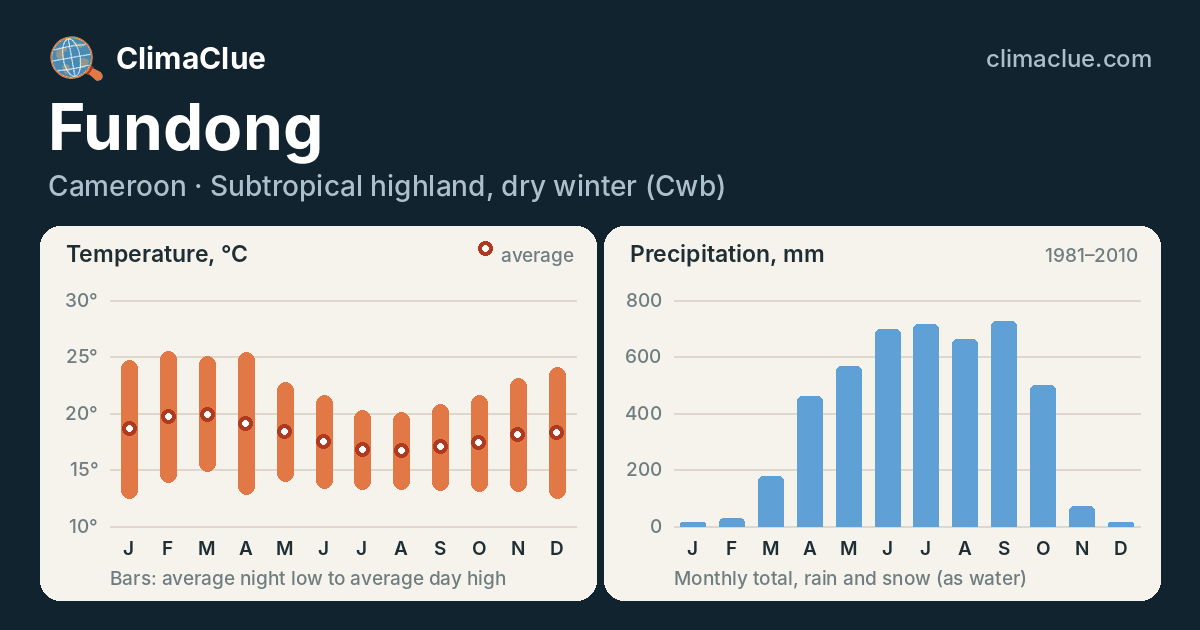 ClimaClue
climaclue.com
Fundong
Cameroon · Subtropical highland, dry winter (Cwb)
Temperature, °C
average
30°
25°
20°
15°
10°
J F M A M J J A S O N D
Bars: average night low to average day high
Precipitation, mm
1981–2010
800
600
400
200
0
J F M A M J J A S O N D
Monthly total, rain and snow (as water)